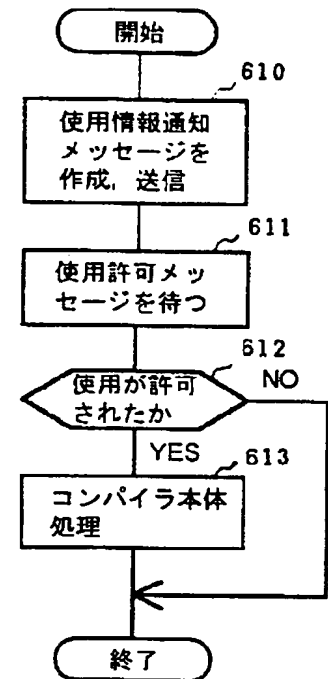 開始
610
使用情報通知
メッセージを
作成, 送信
611
使用許可メッ
セージを待つ
612
使用が許可
されたか
NO
YES
613
コンパイラ本体
処理
終了